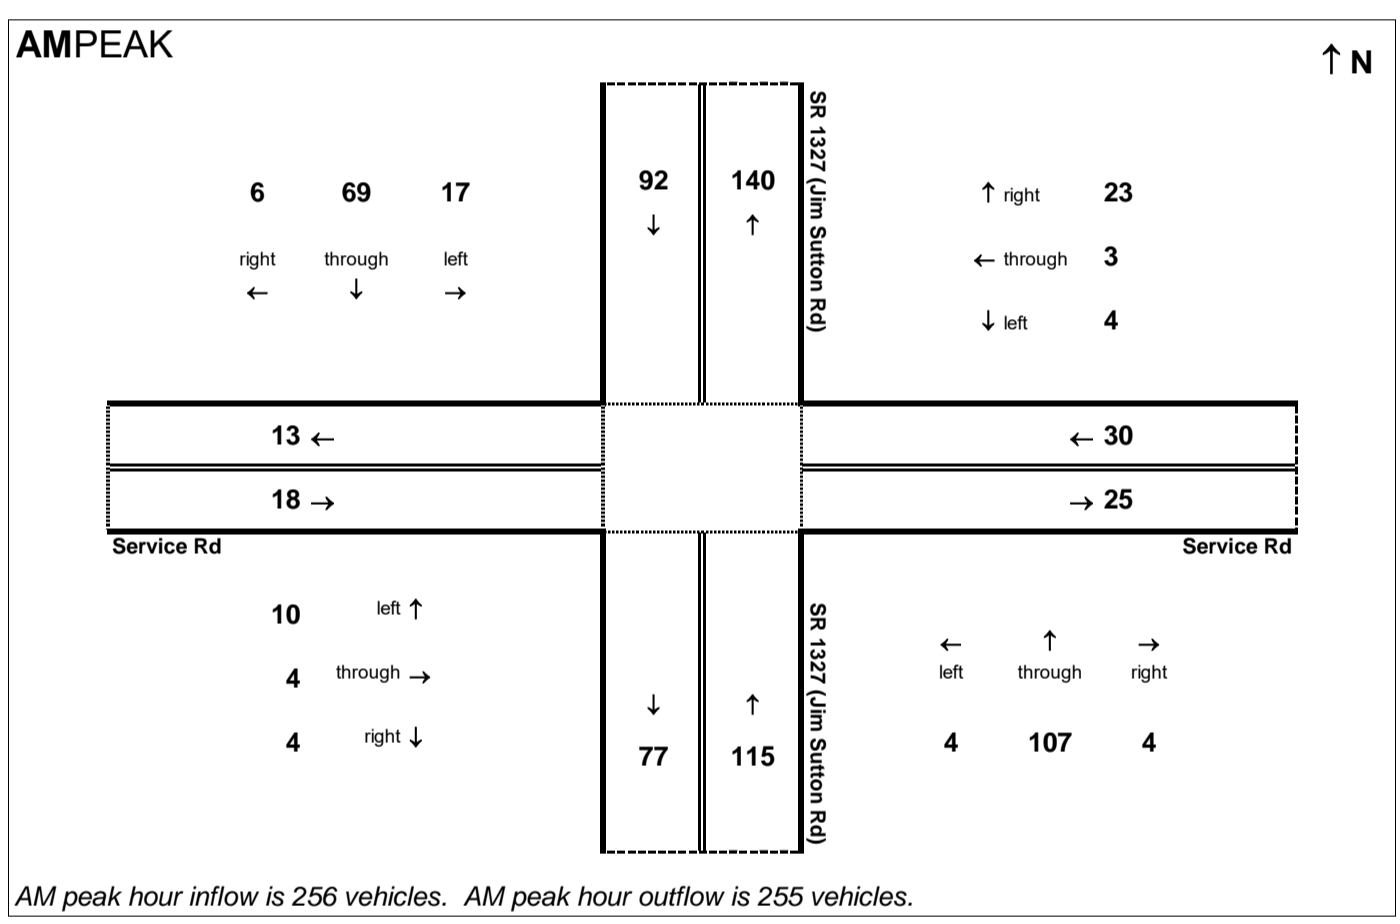 AMPEAK
↑ N
6 69 17
right through left
← ↓ →
92 140
↓ ↑
SR 1327 (Jim Sutton Rd)
↑ right 23
← through 3
↓ left 4
13 ←
← 30
18 →
→ 25
Service Rd
Service Rd
10 left ↑
4 through →
4 right ↓
↓ ↑
77 115
SR 1327 (Jim Sutton Rd)
← ↑ →
left through right
4 107 4
AM peak hour inflow is 256 vehicles. AM peak hour outflow is 255 vehicles.